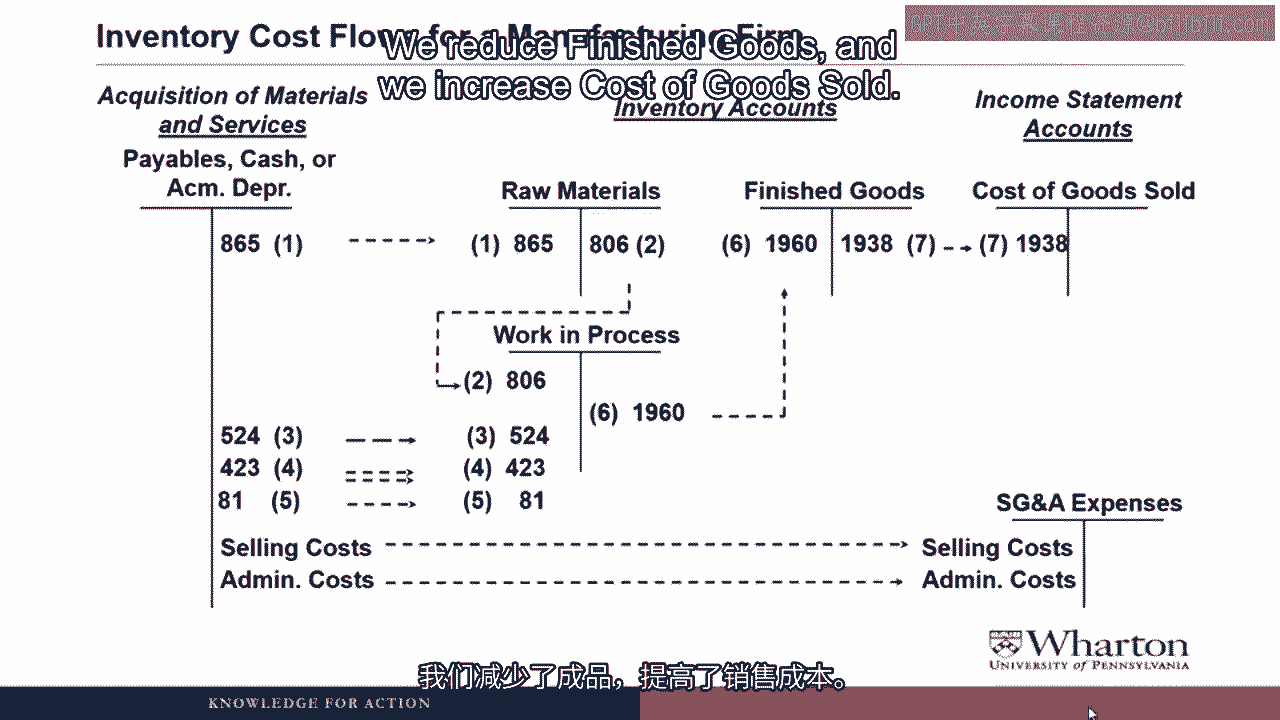 Inventory Cost Flow for a Manufacturing Firm
We reduce Finished Goods, and
we increase Cost of Goods Sold.
Acquisition of Materials
and Services
Inventory Accounts
Income Statement
Accounts
Payables, Cash, or
Acm. Depr.
Raw Materials
Finished Goods
Cost of Goods Sold
865 (1)
(1) 865
806 (2)
(6) 1960
1938 (7)
(7) 1938
Work in Process
(2) 806
(6) 1960
524 (3)
(3) 524
423 (4)
(4) 423
81 (5)
(5) 81
SG&A Expenses
Selling Costs
Selling Costs
Admin. Costs
Admin. Costs
Wharton
UNIVERSITY of PENNSYLVANIA
我们减少了成品，提高了销售成本。
KNOWLEDGE FOR ACTION